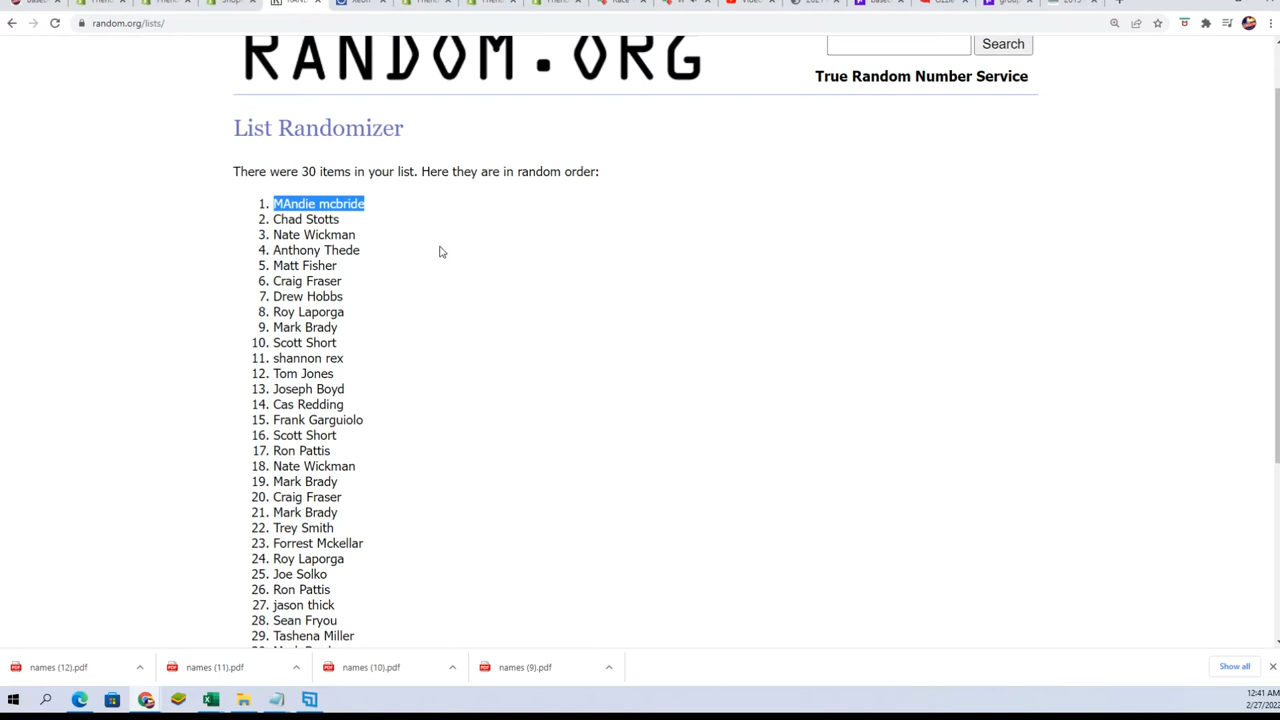 random.org/lists/
RANDOM.ORG
Search
True Random Number Service
List Randomizer
There were 30 items in your list. Here they are in random order:
1. MAndie mcbride
2. Chad Stotts
3. Nate Wickman
4. Anthony Thede
5. Matt Fisher
6. Craig Fraser
7. Drew Hobbs
8. Roy Laporga
9. Mark Brady
10. Scott Short
11. shannon rex
12. Tom Jones
13. Joseph Boyd
14. Cas Redding
15. Frank Garguiolo
16. Scott Short
17. Ron Pattis
18. Nate Wickman
19. Mark Brady
20. Craig Fraser
21. Mark Brady
22. Trey Smith
23. Forrest Mckellar
24. Roy Laporga
25. Joe Solko
26. Ron Pattis
27. jason thick
28. Sean Fryou
29. Tashena Miller
names (12).pdf
names (11).pdf
names (10).pdf
names (9).pdf
Show all
12:41 AM